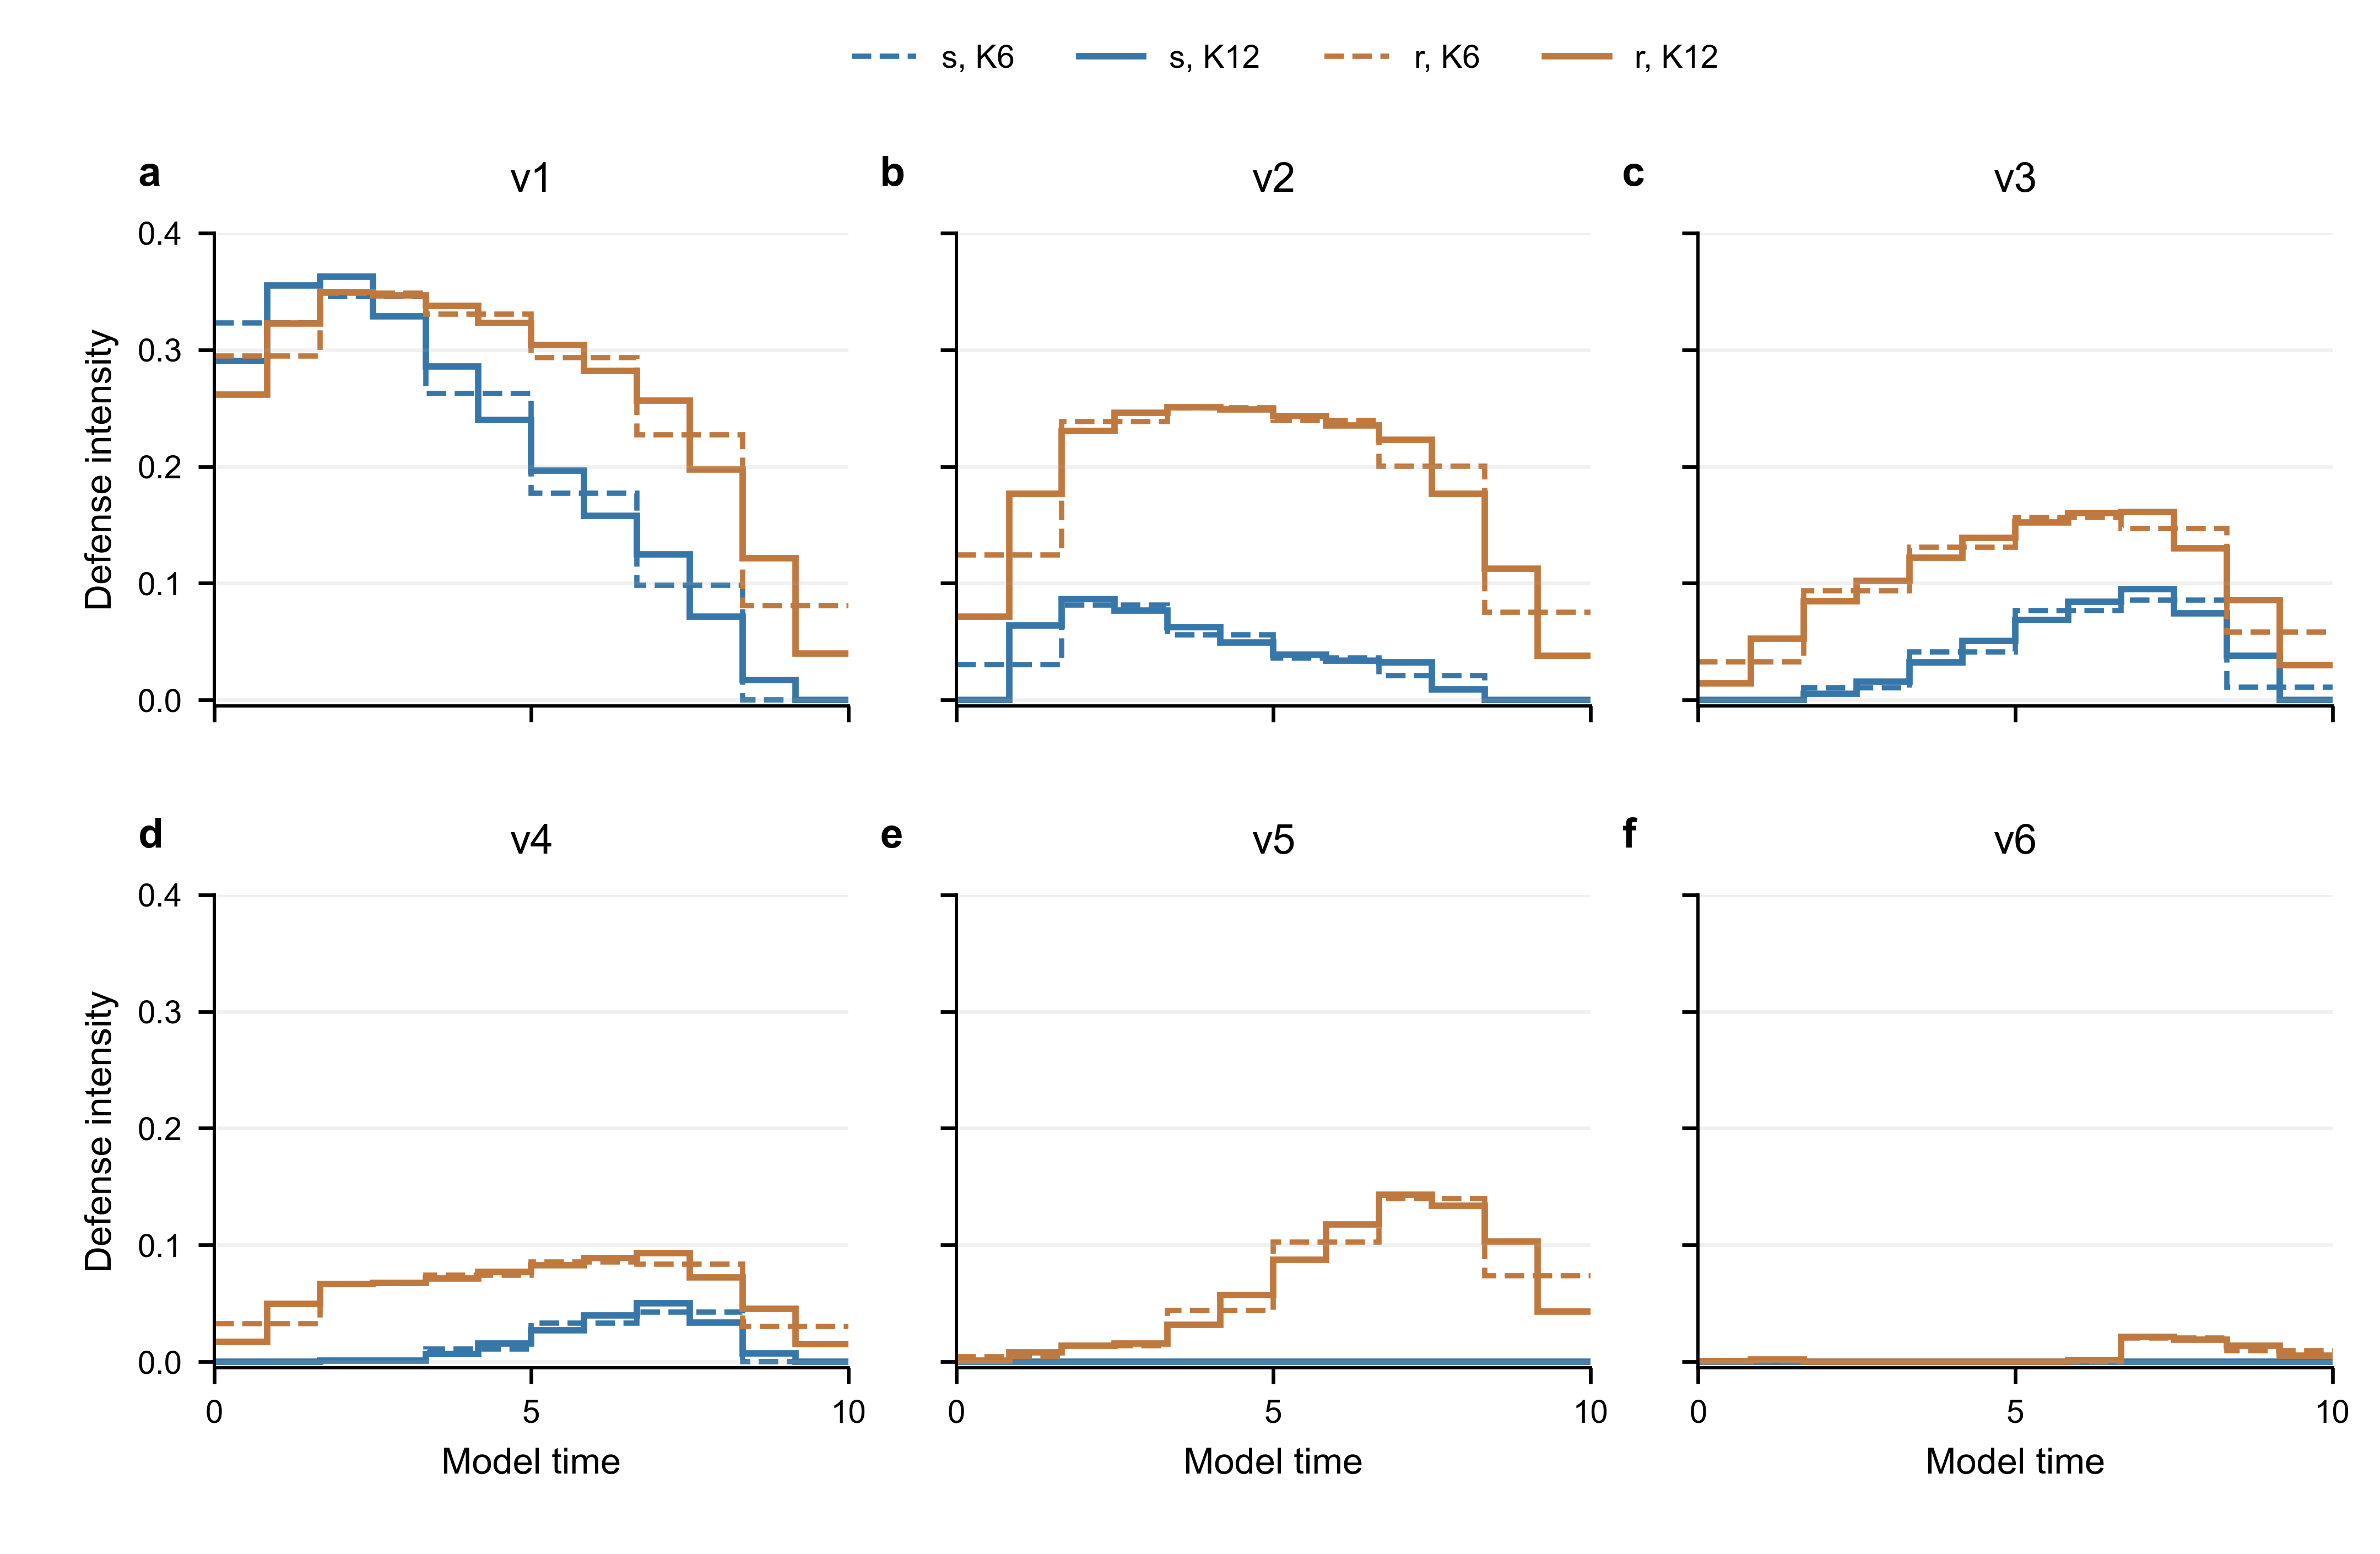 s, K6 s, K12 r, K6 r, K12
a v1 b v2 c v3
0.4
0.3
0.2
0.1
0.0
Defense intensity
d v4 e v5 f v6
0.4
0.3
0.2
0.1
0.0
Defense intensity
0 5 10 0 5 10 0 5 10
Model time Model time Model time